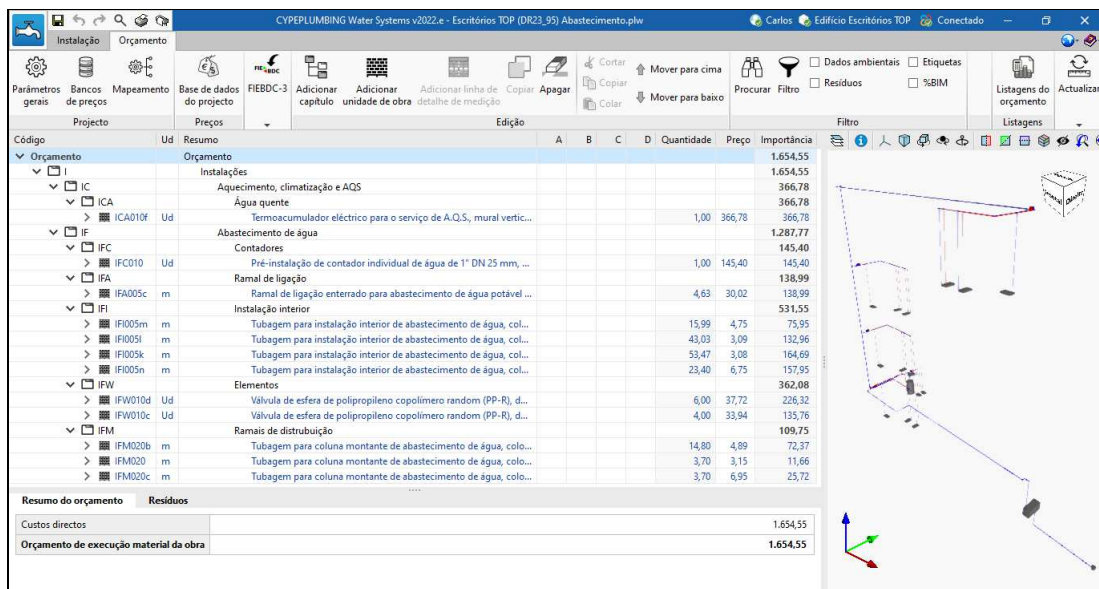 CYPEPLUMBING Water Systems v2022.e - Escritórios TOP (DR23_95) Abastecimento.plw
Carlos Edifício Escritórios TOP Conectado
Instalação Orçamento
Parâmetros gerais Bancos de preços Mapeamento Base de dados do projecto FIEBDC-3 Adicionar capítulo Adicionar unidade de obra Adicionar linha de detalhe de medição Copiar Apagar
Cortar
Copiar
Colar
Mover para cima
Mover para baixo
Procurar Filtro
Dados ambientais Etiquetas
Resíduos %BIM
Listagens do orçamento Actualizar
Projecto Preços Edição Filtro Listagens
Código Ud Resumo A B C D Quantidade Preço Importância
Orçamento Orçamento 1.654,55
I Instalações 1.654,55
IC Aquecimento, climatização e AQS 366,78
ICA Água quente 366,78
ICA010f Ud Termoacumulador eléctrico para o serviço de A.Q.S., mural vertic... 1,00 366,78 366,78
IF Abastecimento de água 1.287,77
IFC Contadores 145,40
IFC010 Ud Pré-instalação de contador individual de água de 1" DN 25 mm, ... 1,00 145,40 145,40
IFA Ramal de ligação 138,99
IFA005c m Ramal de ligação enterrado para abastecimento de água potável ... 4,63 30,02 138,99
IFI Instalação interior 531,55
IFI005m m Tubagem para instalação interior de abastecimento de água, col... 15,99 4,75 75,95
IFI005l m Tubagem para instalação interior de abastecimento de água, col... 43,03 3,09 132,96
IFI005k m Tubagem para instalação interior de abastecimento de água, col... 53,47 3,08 164,69
IFI005n m Tubagem para instalação interior de abastecimento de água, col... 23,40 6,75 157,95
IFW Elementos 362,08
IFW010d Ud Válvula de esfera de polipropileno copolímero random (PP-R), d... 6,00 37,72 226,32
IFW010c Ud Válvula de esfera de polipropileno copolímero random (PP-R), d... 4,00 33,94 135,76
IFM Ramais de distrubuição 109,75
IFM020b m Tubagem para coluna montante de abastecimento de água, colo... 14,80 4,89 72,37
IFM020 m Tubagem para coluna montante de abastecimento de água, colo... 3,70 3,15 11,66
IFM020c m Tubagem para coluna montante de abastecimento de água, colo... 3,70 6,95 25,72
Resumo do orçamento Resíduos
Custos directos 1.654,55
Orçamento de execução material da obra 1.654,55